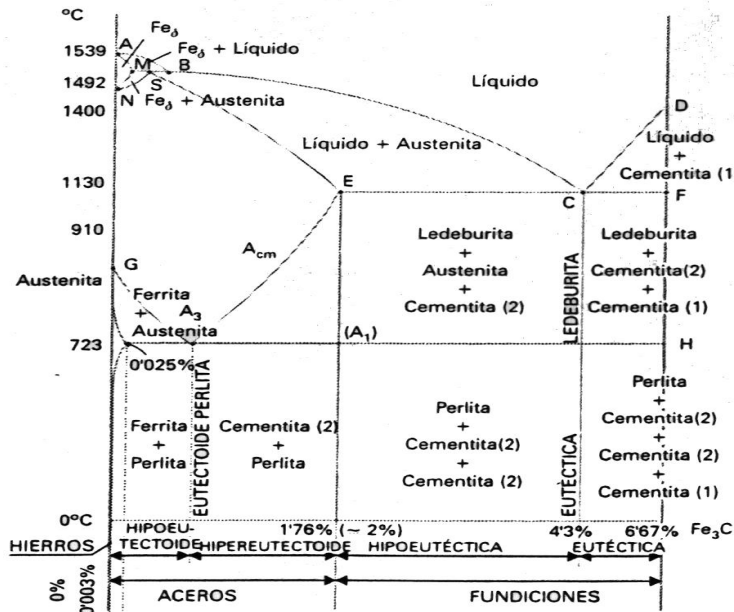 ºC
Feδ
1539
A
Feδ + Líquido
M
B
S
1492
N
Feδ + Austenita
Líquido
1400
D
Líquido + Austenita
Líquido
+
Cementita (1
1130
E
C
F
910
Acm
Ledeburita
+
Austenita
+
Cementita (2)
LEDEBURITA
Ledeburita
+
Cementita(2)
+
Cementita (1)
G
Austenita
Ferrita
+
Austenita
A3
723
0'025%
(A1)
H
Ferrita
+
Perlita
EUTECTOIDE PERLITA
Cementita (2)
+
Perlita
Perlita
+
Cementita(2)
+
Cementita (2)
EUTÉCTICA
Perlita
+
Cementita(2)
+
Cementita (2)
+
Cementita (1)
0ºC
1'76% (~ 2%)
4'3%
6'67%
Fe3C
HIERROS
HIPOEU-
TECTOIDE
HIPEREUTECTOIDE
HIPOEUTÉCTICA
EUTÉCTICA
0%
0'003%
ACEROS
FUNDICIONES